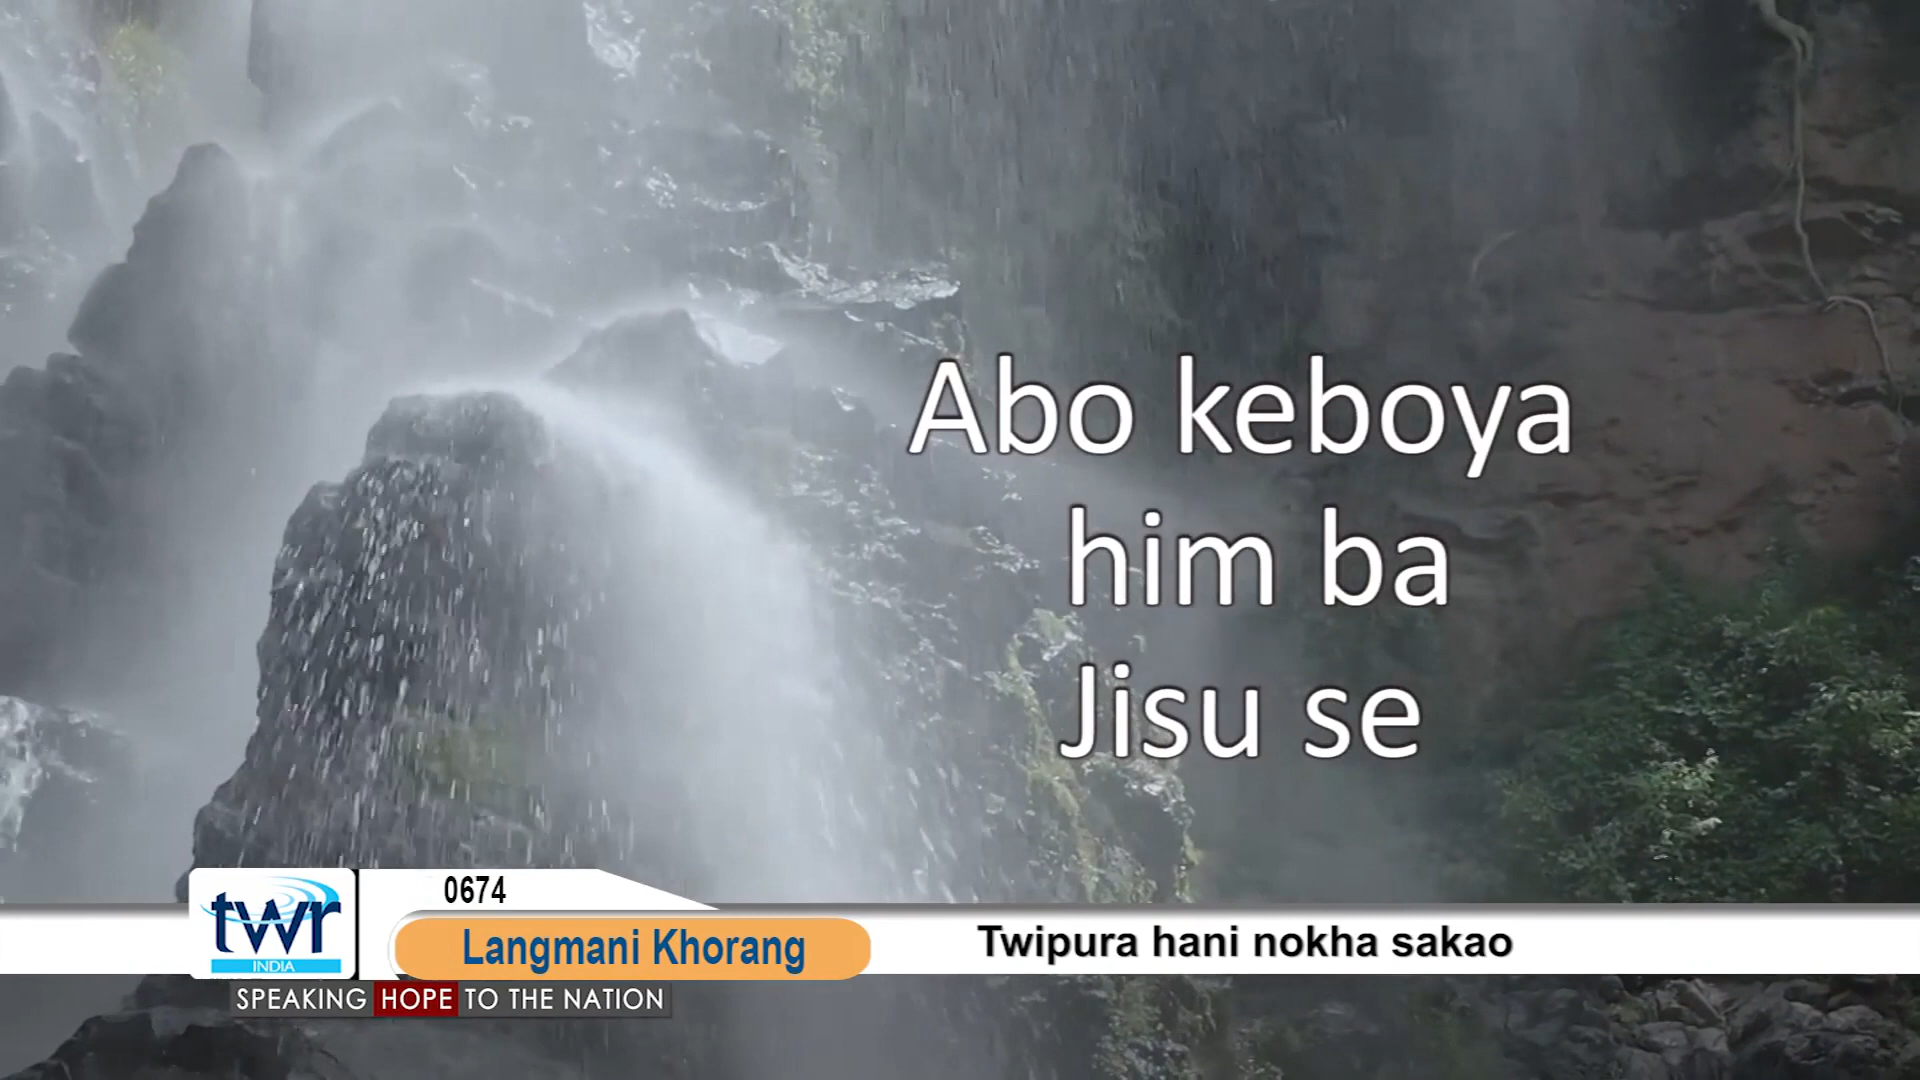 Abo keboya
him ba
Jisu se
0674
twr
INDIA
Langmani Khorang
Twipura hani nokha sakao
SPEAKING HOPE TO THE NATION